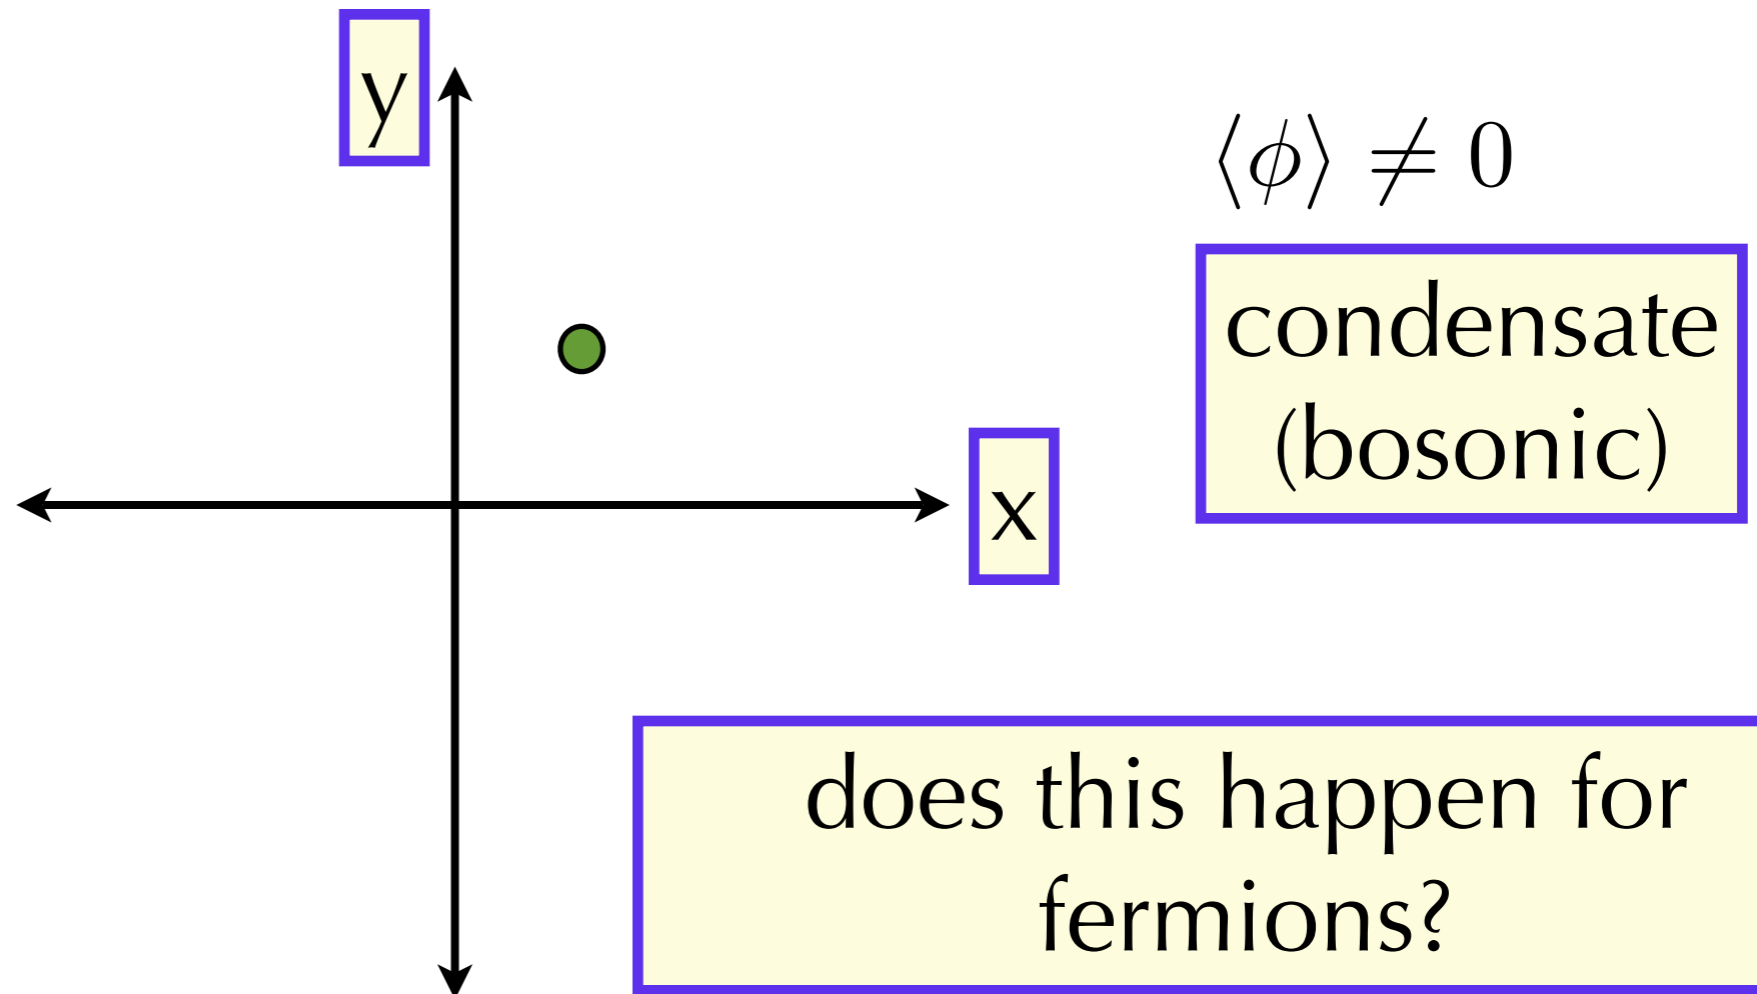 y
⟨ϕ⟩ ≠ 0
condensate
(bosonic)
x
does this happen for
fermions?